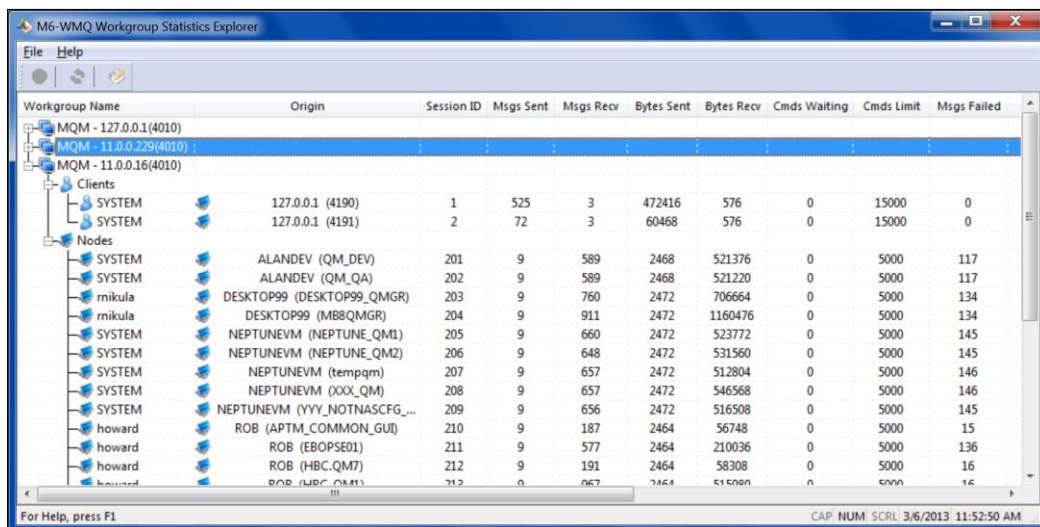 M6-WMQ Workgroup Statistics Explorer
File Help
Workgroup Name Origin Session ID Msgs Sent Msgs Recv Bytes Sent Bytes Recv Cmds Waiting Cmds Limit Msgs Failed
MQM - 127.0.0.1(4010)
MQM - 11.0.0.229(4010)
MQM - 11.0.0.16(4010)
Clients
SYSTEM 127.0.0.1 (4190) 1 525 3 472416 576 0 15000 0
SYSTEM 127.0.0.1 (4191) 2 72 3 60468 576 0 15000 0
Nodes
SYSTEM ALANDEV (QM_DEV) 201 9 589 2468 521376 0 5000 117
SYSTEM ALANDEV (QM_QA) 202 9 589 2468 521220 0 5000 117
rnikula DESKTOP99 (DESKTOP99_QMGR) 203 9 760 2472 706664 0 5000 134
rnikula DESKTOP99 (MB8QMGR) 204 9 911 2472 1160476 0 5000 134
SYSTEM NEPTUNEVM (NEPTUNE_QM1) 205 9 660 2472 523772 0 5000 145
SYSTEM NEPTUNEVM (NEPTUNE_QM2) 206 9 648 2472 531560 0 5000 145
SYSTEM NEPTUNEVM (tempqm) 207 9 657 2472 512804 0 5000 146
SYSTEM NEPTUNEVM (XXX_QM) 208 9 657 2472 546568 0 5000 146
SYSTEM NEPTUNEVM (YYY_NOTNASCFG_... 209 9 656 2472 516508 0 5000 145
howard ROB (APTM_COMMON_GUI) 210 9 187 2464 56748 0 5000 15
howard ROB (EBOPSE01) 211 9 577 2464 210036 0 5000 136
howard ROB (HBC.QM7) 212 9 191 2464 58308 0 5000 16
howard ROB (HBC_QM1) 213 9 967 2464 515980 0 5000 16
For Help, press F1 CAP NUM SCRL 3/6/2013 11:52:50 AM